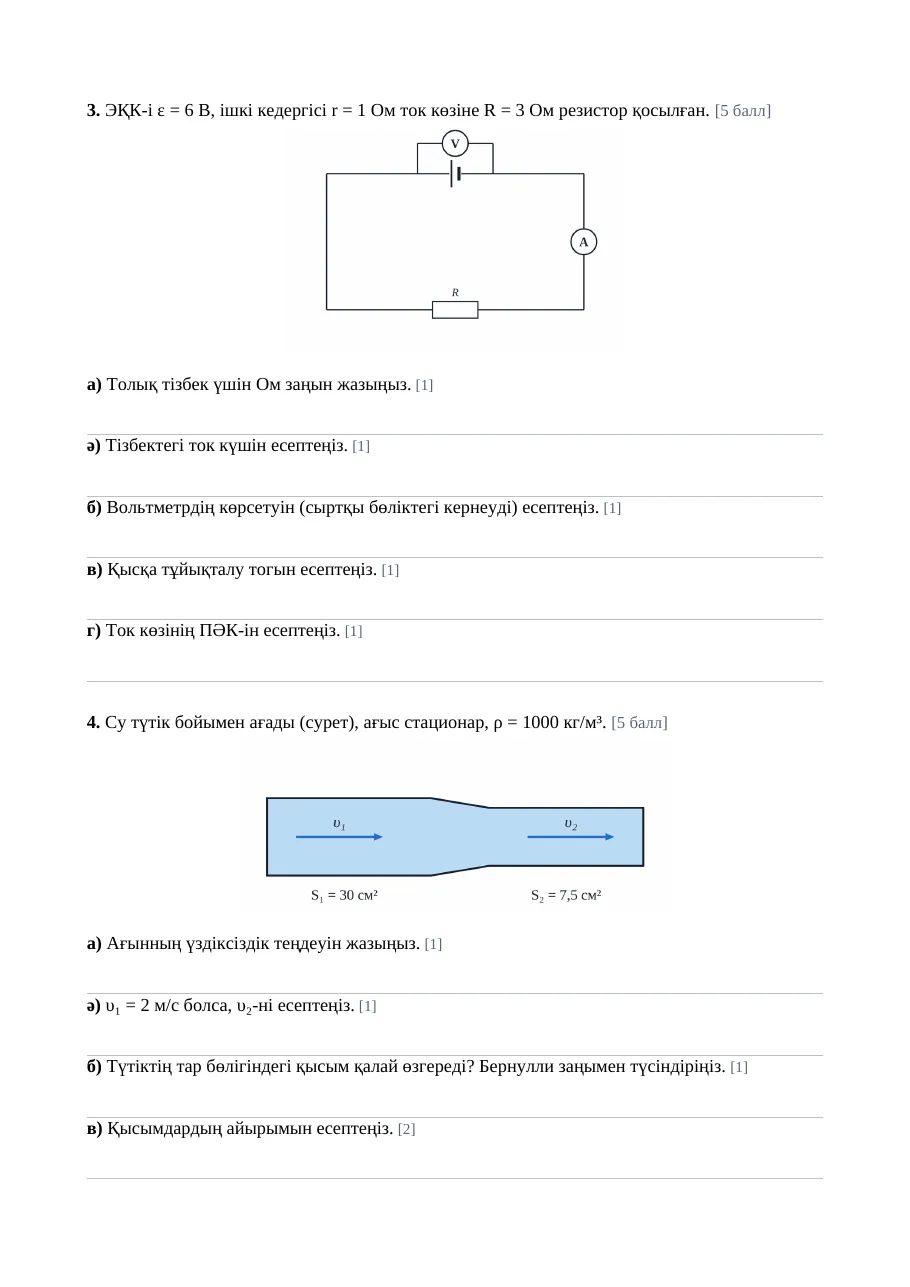 3. ЭҚК-і ε = 6 В, ішкі кедергісі r = 1 Ом ток көзіне R = 3 Ом резистор қосылған. [5 балл]
V
A
R
а) Толық тізбек үшін Ом заңын жазыңыз. [1]
ә) Тізбектегі ток күшін есептеңіз. [1]
б) Вольтметрдің көрсетуін (сыртқы бөліктегі кернеуді) есептеңіз. [1]
в) Қысқа тұйықталу тогын есептеңіз. [1]
г) Ток көзінің ПӘК-ін есептеңіз. [1]
4. Су түтік бойымен ағады (сурет), ағыс стационар, ρ = 1000 кг/м³. [5 балл]
υ₁ υ₂
S₁ = 30 см² S₂ = 7,5 см²
а) Ағынның үздіксіздік теңдеуін жазыңыз. [1]
ә) υ₁ = 2 м/с болса, υ₂-ні есептеңіз. [1]
б) Түтіктің тар бөлігіндегі қысым қалай өзгереді? Бернулли заңымен түсіндіріңіз. [1]
в) Қысымдардың айырымын есептеңіз. [2]